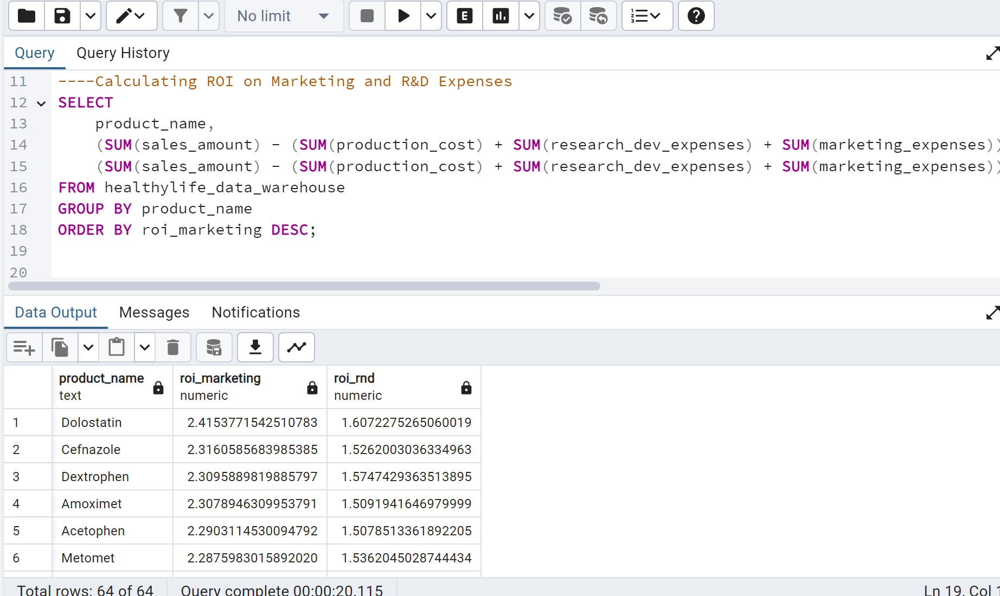 No limit
E
Query Query History
11 ----Calculating ROI on Marketing and R&D Expenses
12 SELECT
13 product_name,
14 (SUM(sales_amount) - (SUM(production_cost) + SUM(research_dev_expenses) + SUM(marketing_expenses))
15 (SUM(sales_amount) - (SUM(production_cost) + SUM(research_dev_expenses) + SUM(marketing_expenses))
16 FROM healthylife_data_warehouse
17 GROUP BY product_name
18 ORDER BY roi_marketing DESC;
19
20
Data Output Messages Notifications
product_name roi_marketing roi_rnd
text numeric numeric
1 Dolostatin 2.4153771542510783 1.6072275265060019
2 Cefnazole 2.3160585683985385 1.5262003036334963
3 Dextrophen 2.3095889819885797 1.5747429363513895
4 Amoximet 2.3078946309953791 1.5091941646979999
5 Acetophen 2.2903114530094792 1.5078513361892205
6 Metomet 2.2875983015892020 1.5362045028744434
Total rows: 64 of 64 Query complete 00:00:20.115 Ln 19, Col 1